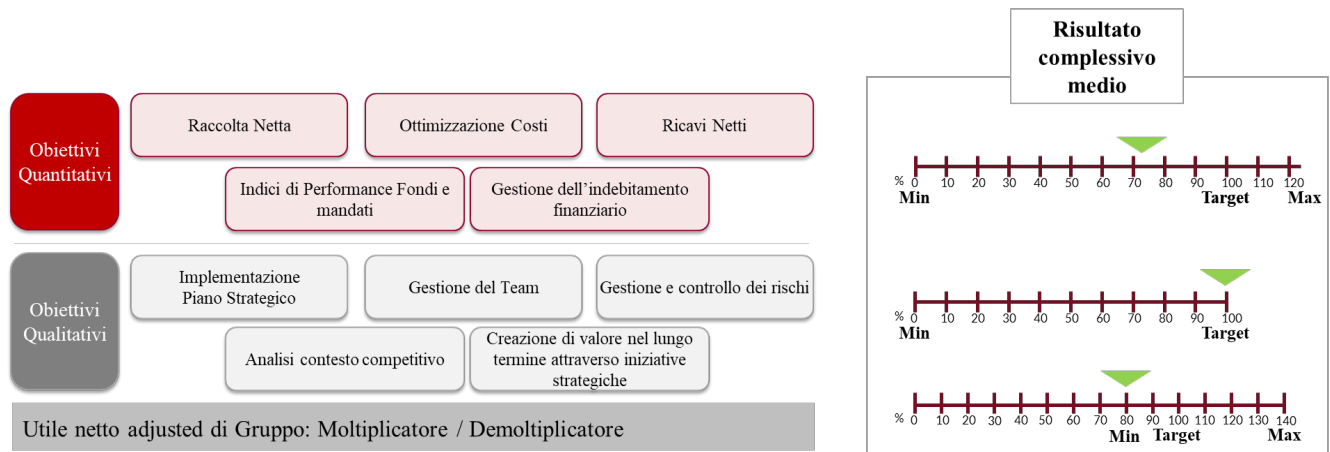 Risultato
complessivo
medio
Obiettivi
Quantitativi
Raccolta Netta
Ottimizzazione Costi
Ricavi Netti
Indici di Performance Fondi e
mandati
Gestione dell’indebitamento
finanziario
% 0 10 20 30 40 50 60 70 80 90 100 110 120
Min Target Max
Obiettivi
Qualitativi
Implementazione
Piano Strategico
Gestione del Team
Gestione e controllo dei rischi
Analisi contesto competitivo
Creazione di valore nel lungo
termine attraverso iniziative
strategiche
% 0 10 20 30 40 50 60 70 80 90 100
Min Target
Utile netto adjusted di Gruppo: Moltiplicatore / Demoltiplicatore
% 0 10 20 30 40 50 60 70 80 90 100 110 120 130 140
Min Target Max